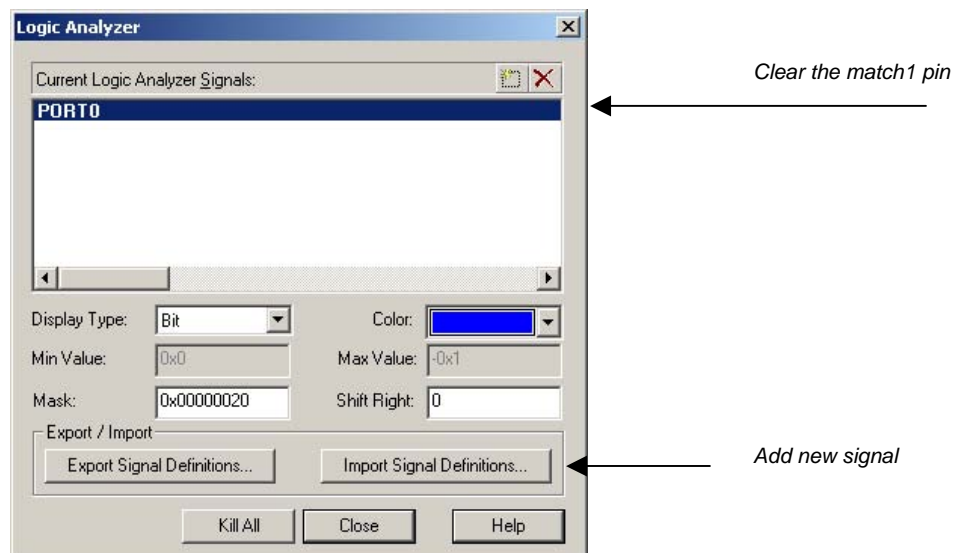 Logic Analyzer
Current Logic Analyzer Signals:
Clear the match1 pin
PORT0
Display Type: Bit Color:
Min Value: 0x0 Max Value: -0x1
Mask: 0x00000020 Shift Right: 0
Export / Import
Export Signal Definitions... Import Signal Definitions...
Add new signal
Kill All Close Help